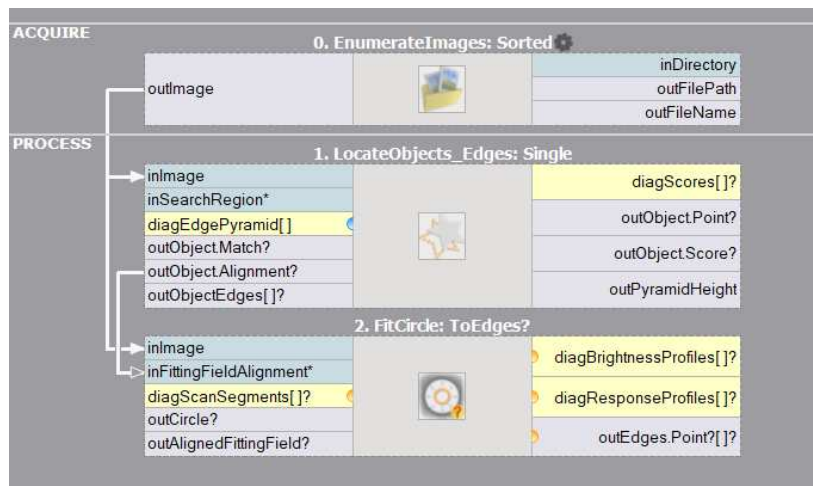 ACQUIRE
0. EnumerateImages: Sorted
outImage
inDirectory
outFilePath
outFileName
PROCESS
1. LocateObjects_Edges: Single
inImage
inSearchRegion*
diagEdgePyramid[ ]
outObject.Match?
outObject.Alignment?
outObjectEdges[ ]?
diagScores[ ]?
outObject.Point?
outObject.Score?
outPyramidHeight
2. FitCircle: ToEdges?
inImage
inFittingFieldAlignment*
diagScanSegments[ ]?
outCircle?
outAlignedFittingField?
diagBrightnessProfiles[ ]?
diagResponseProfiles[ ]?
outEdges.Point?[ ]?